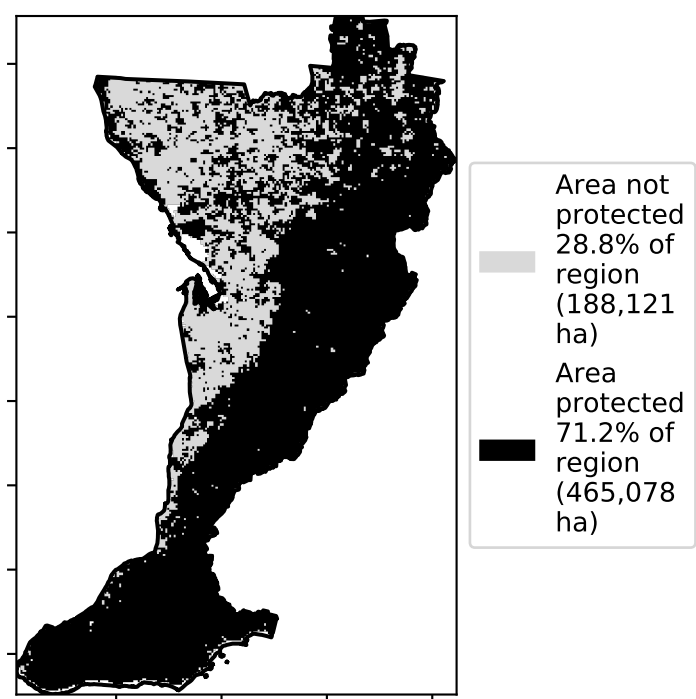 Area not
protected
28.8% of
region
(188,121
ha)
Area
protected
71.2% of
region
(465,078
ha)